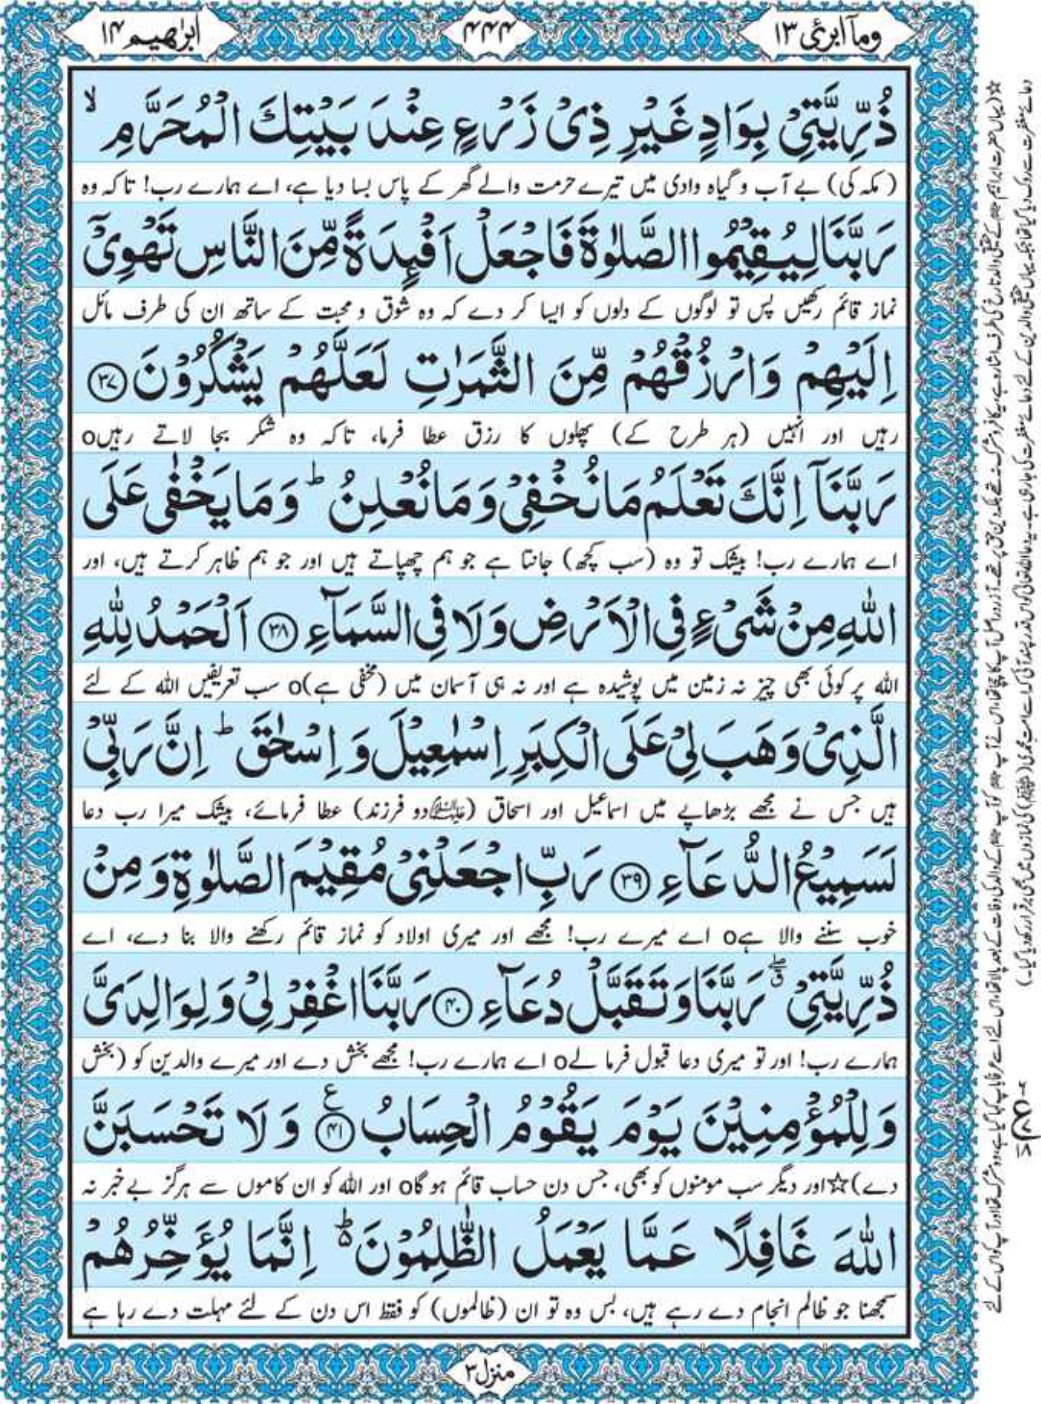 ومآ ابرئ ١٣
۴۴۴
ابرٰهيم ١۴
ذُرِّيَّتِىْ بِوَادٍ غَيْرِ ذِىْ زَرْعٍ عِنْدَ بَيْتِكَ الْمُحَرَّمِ ۙ
(مکہ کی) بے آب و گیاہ وادی میں تیرے حرمت والے گھر کے پاس بسا دیا ہے، اے ہمارے رب! تاکہ وہ
رَبَّنَا لِيُقِيْمُوا الصَّلٰوةَ فَاجْعَلْ اَفْئِدَةً مِّنَ النَّاسِ تَهْوِىْٓ
نماز قائم رکھیں پس تو لوگوں کے دلوں کو ایسا کر دے کہ وہ شوق و محبت کے ساتھ ان کی طرف مائل
اِلَيْهِمْ وَارْزُقْهُمْ مِّنَ الثَّمَرٰتِ لَعَلَّهُمْ يَشْكُرُوْنَ ﴿۳۷﴾
رہیں اور انہیں (ہر طرح کے) پھلوں کا رزق عطا فرما، تاکہ وہ شکر بجا لاتے رہیںo
رَبَّنَآ اِنَّكَ تَعْلَمُ مَا نُخْفِىْ وَمَا نُعْلِنُ ؕ وَمَا يَخْفٰى عَلَى
اے ہمارے رب! بیشک تو وہ (سب کچھ) جانتا ہے جو ہم چھپاتے ہیں اور جو ہم ظاہر کرتے ہیں، اور
اللّٰهِ مِنْ شَىْءٍ فِى الْاَرْضِ وَلَا فِى السَّمَآءِ ﴿۳۸﴾ اَلْحَمْدُ لِلّٰهِ
اللہ پر کوئی بھی چیز نہ زمین میں پوشیدہ ہے اور نہ ہی آسمان میں (مخفی ہے)o سب تعریفیں اللہ کے لئے
الَّذِىْ وَهَبَ لِىْ عَلَى الْكِبَرِ اِسْمٰعِيْلَ وَاِسْحٰقَ ؕ اِنَّ رَبِّىْ
ہیں جس نے مجھے بڑھاپے میں اسماعیل اور اسحاق (علیہما السلام دو فرزند) عطا فرمائے، بیشک میرا رب دعا
لَسَمِيْعُ الدُّعَآءِ ﴿۳۹﴾ رَبِّ اجْعَلْنِىْ مُقِيْمَ الصَّلٰوةِ وَمِنْ
خوب سننے والا ہےo اے میرے رب! مجھے اور میری اولاد کو نماز قائم رکھنے والا بنا دے، اے
ذُرِّيَّتِىْ ۖ ق رَبَّنَا وَتَقَبَّلْ دُعَآءِ ﴿۴۰﴾ رَبَّنَا اغْفِرْ لِىْ وَلِوَالِدَىَّ
ہمارے رب! اور تو میری دعا قبول فرما لےo اے ہمارے رب! مجھے بخش دے اور میرے والدین کو (بخش
وَلِلْمُؤْمِنِيْنَ يَوْمَ يَقُوْمُ الْحِسَابُ ﴿۴۱﴾ ع وَلَا تَحْسَبَنَّ
دے)☆ اور دیگر سب مومنوں کو بھی، جس دن حساب قائم ہو گاo اور اللہ کو ان کاموں سے ہرگز بے خبر نہ
اللّٰهَ غَافِلًا عَمَّا يَعْمَلُ الظّٰلِمُوْنَ ؕ اِنَّمَا يُؤَخِّرُهُمْ
سمجھنا جو ظالم انجام دے رہے ہیں، بس وہ تو ان (ظالموں) کو فقط اس دن کے لئے مہلت دے رہا ہے
منزل ۳